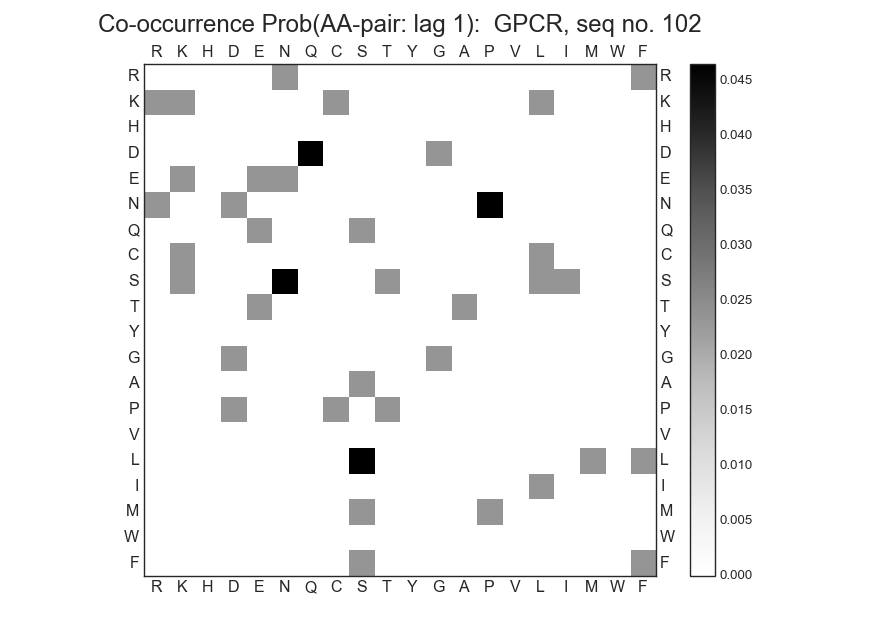 Co-occurrence Prob(AA-pair: lag 1):  GPCR, seq no. 102
R K H D E N Q C S T Y G A P V L I M W F
R R 0.045
K K
H H 0.040
D D
E E 0.035
N N
Q Q 0.030
C C
S S 0.025
T T
Y Y 0.020
G G
A A 0.015
P P
V V 0.010
L L
I I 0.005
M M
W W
F F 0.000
R K H D E N Q C S T Y G A P V L I M W F